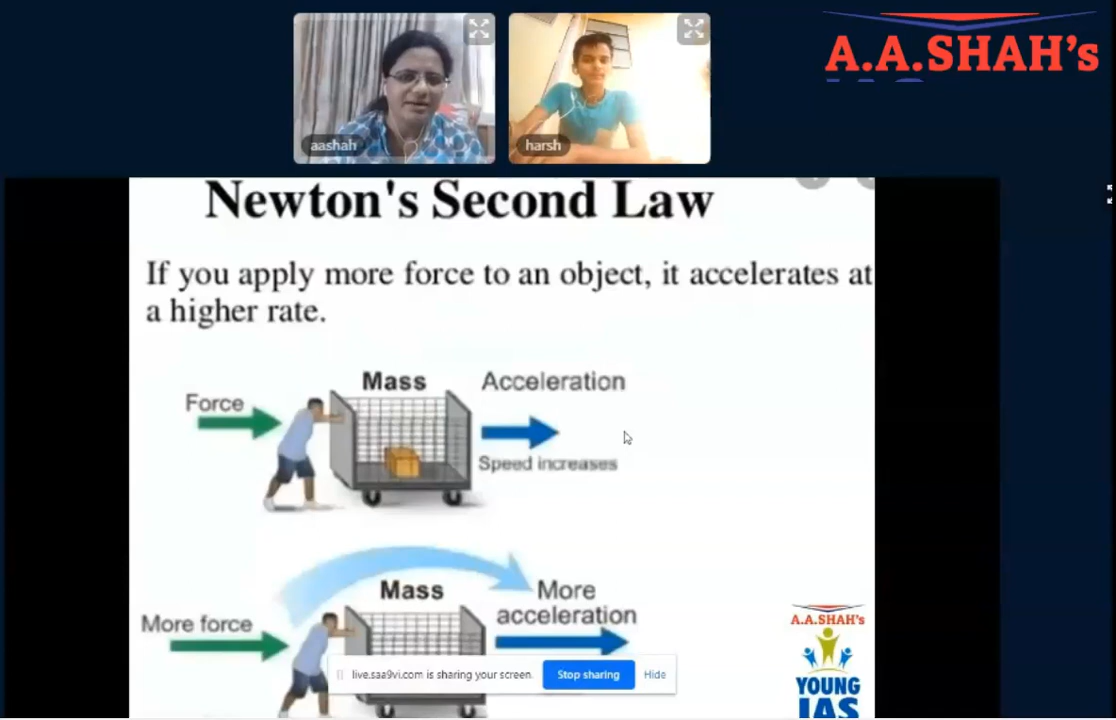 A.A.SHAH's
IAS
aashah
harsh
Newton's Second Law
If you apply more force to an object, it accelerates at
a higher rate.
Mass
Acceleration
Force
Speed increases
Mass
More
acceleration
More force
live.saa9vi.com is sharing your screen.
Stop sharing
Hide
A.A.SHAH's
YOUNG
IAS